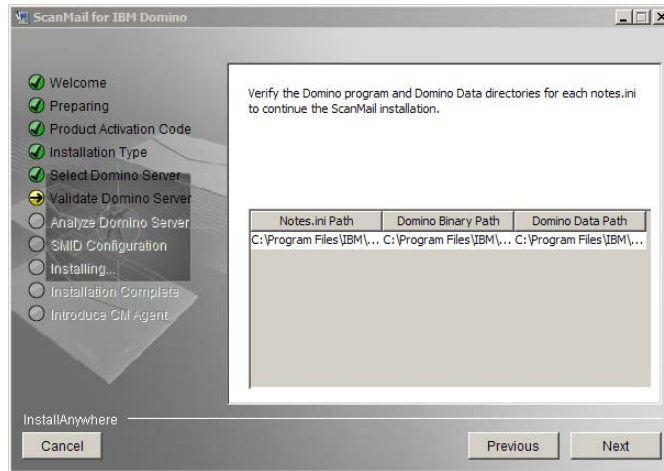 ScanMail for IBM Domino
Welcome
Preparing
Product Activation Code
Installation Type
Select Domino Server
Validate Domino Server
Analyze Domino Server
SMID Configuration
Installing...
Installation Complete
Introduce CM Agent
Verify the Domino program and Domino Data directories for each notes.ini
to continue the ScanMail installation.
Notes.ini Path Domino Binary Path Domino Data Path
C:\Program Files\IBM\... C:\Program Files\IBM\... C:\Program Files\IBM\...
InstallAnywhere
Cancel Previous Next